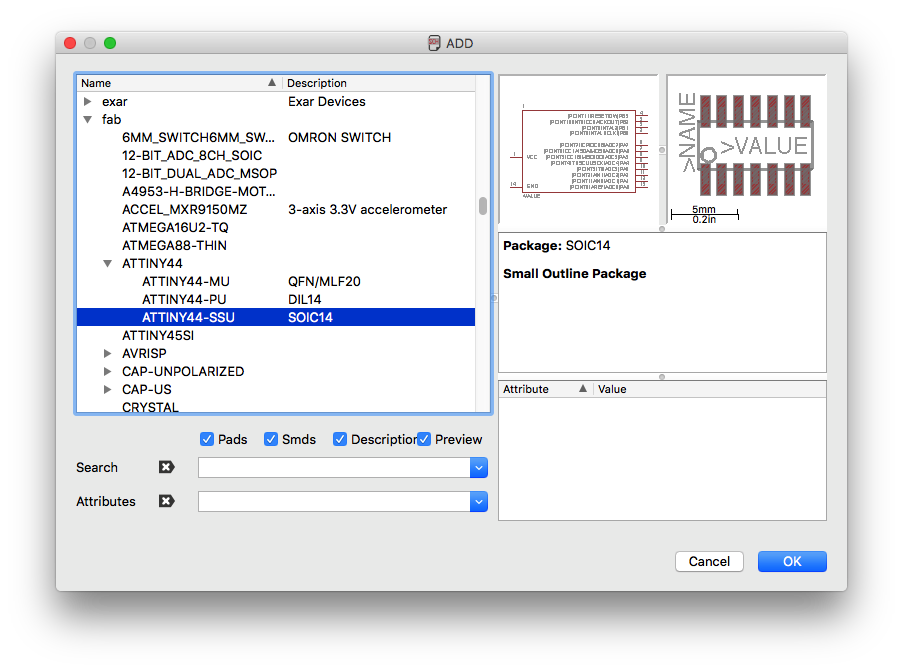 ADD
Name Description
exar Exar Devices
fab
6MM_SWITCH6MM_SW... OMRON SWITCH
12-BIT_ADC_8CH_SOIC
12-BIT_DUAL_ADC_MSOP
A4953-H-BRIDGE-MOT...
ACCEL_MXR9150MZ 3-axis 3.3V accelerometer
ATMEGA16U2-TQ
ATMEGA88-THIN
ATTINY44
ATTINY44-MU QFN/MLF20
ATTINY44-PU DIL14
ATTINY44-SSU SOIC14
ATTINY45SI
AVRISP
CAP-UNPOLARIZED
CAP-US
CRYSTAL
Pads Smds Description Preview
Search
Attributes
VCC
GND
>VALUE
>NAME
>VALUE
5mm
0.2in
Package: SOIC14
Small Outline Package
Attribute Value
Cancel OK